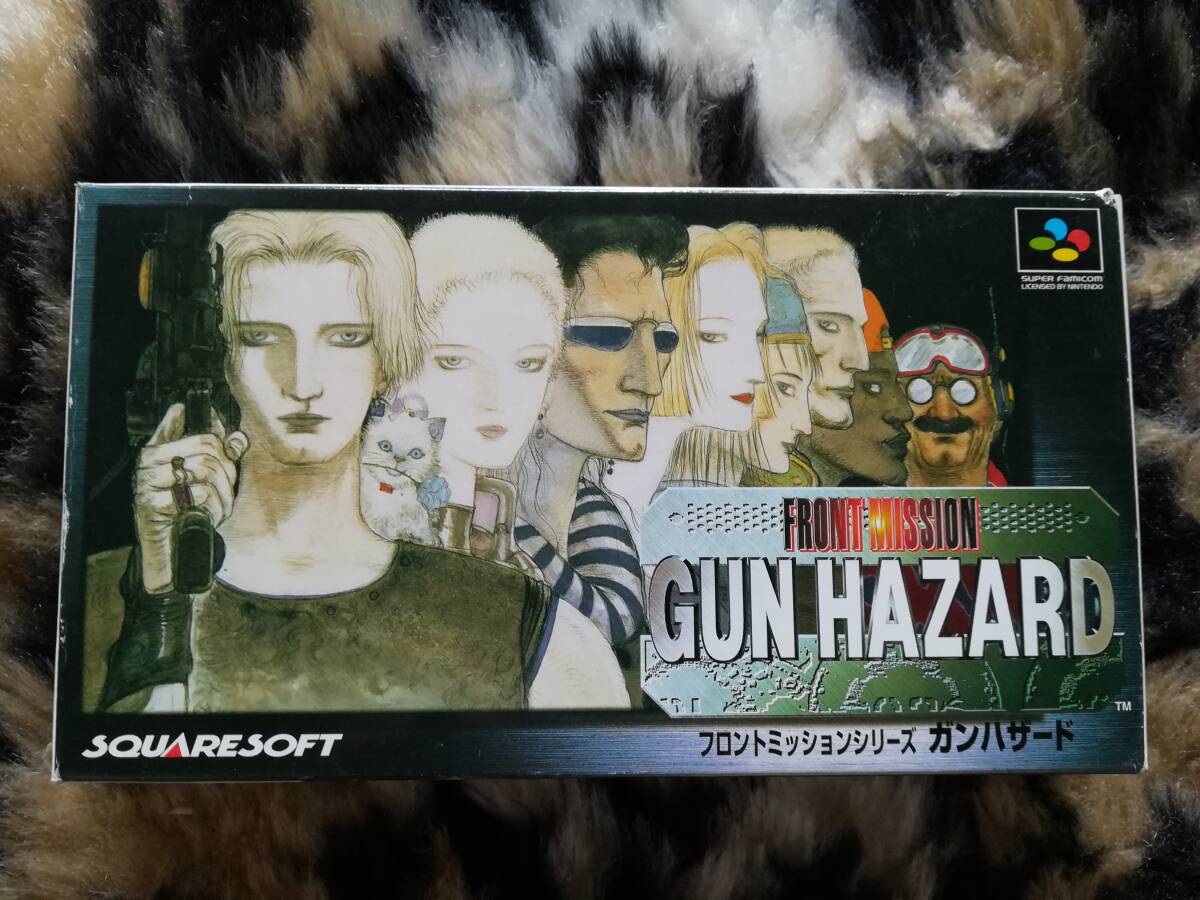 SUPER FAMICOM
LICENSED BY NINTENDO
FRONT MISSION
GUN HAZARD
TM
SQUARESOFT
フロントミッションシリーズ ガンハザード